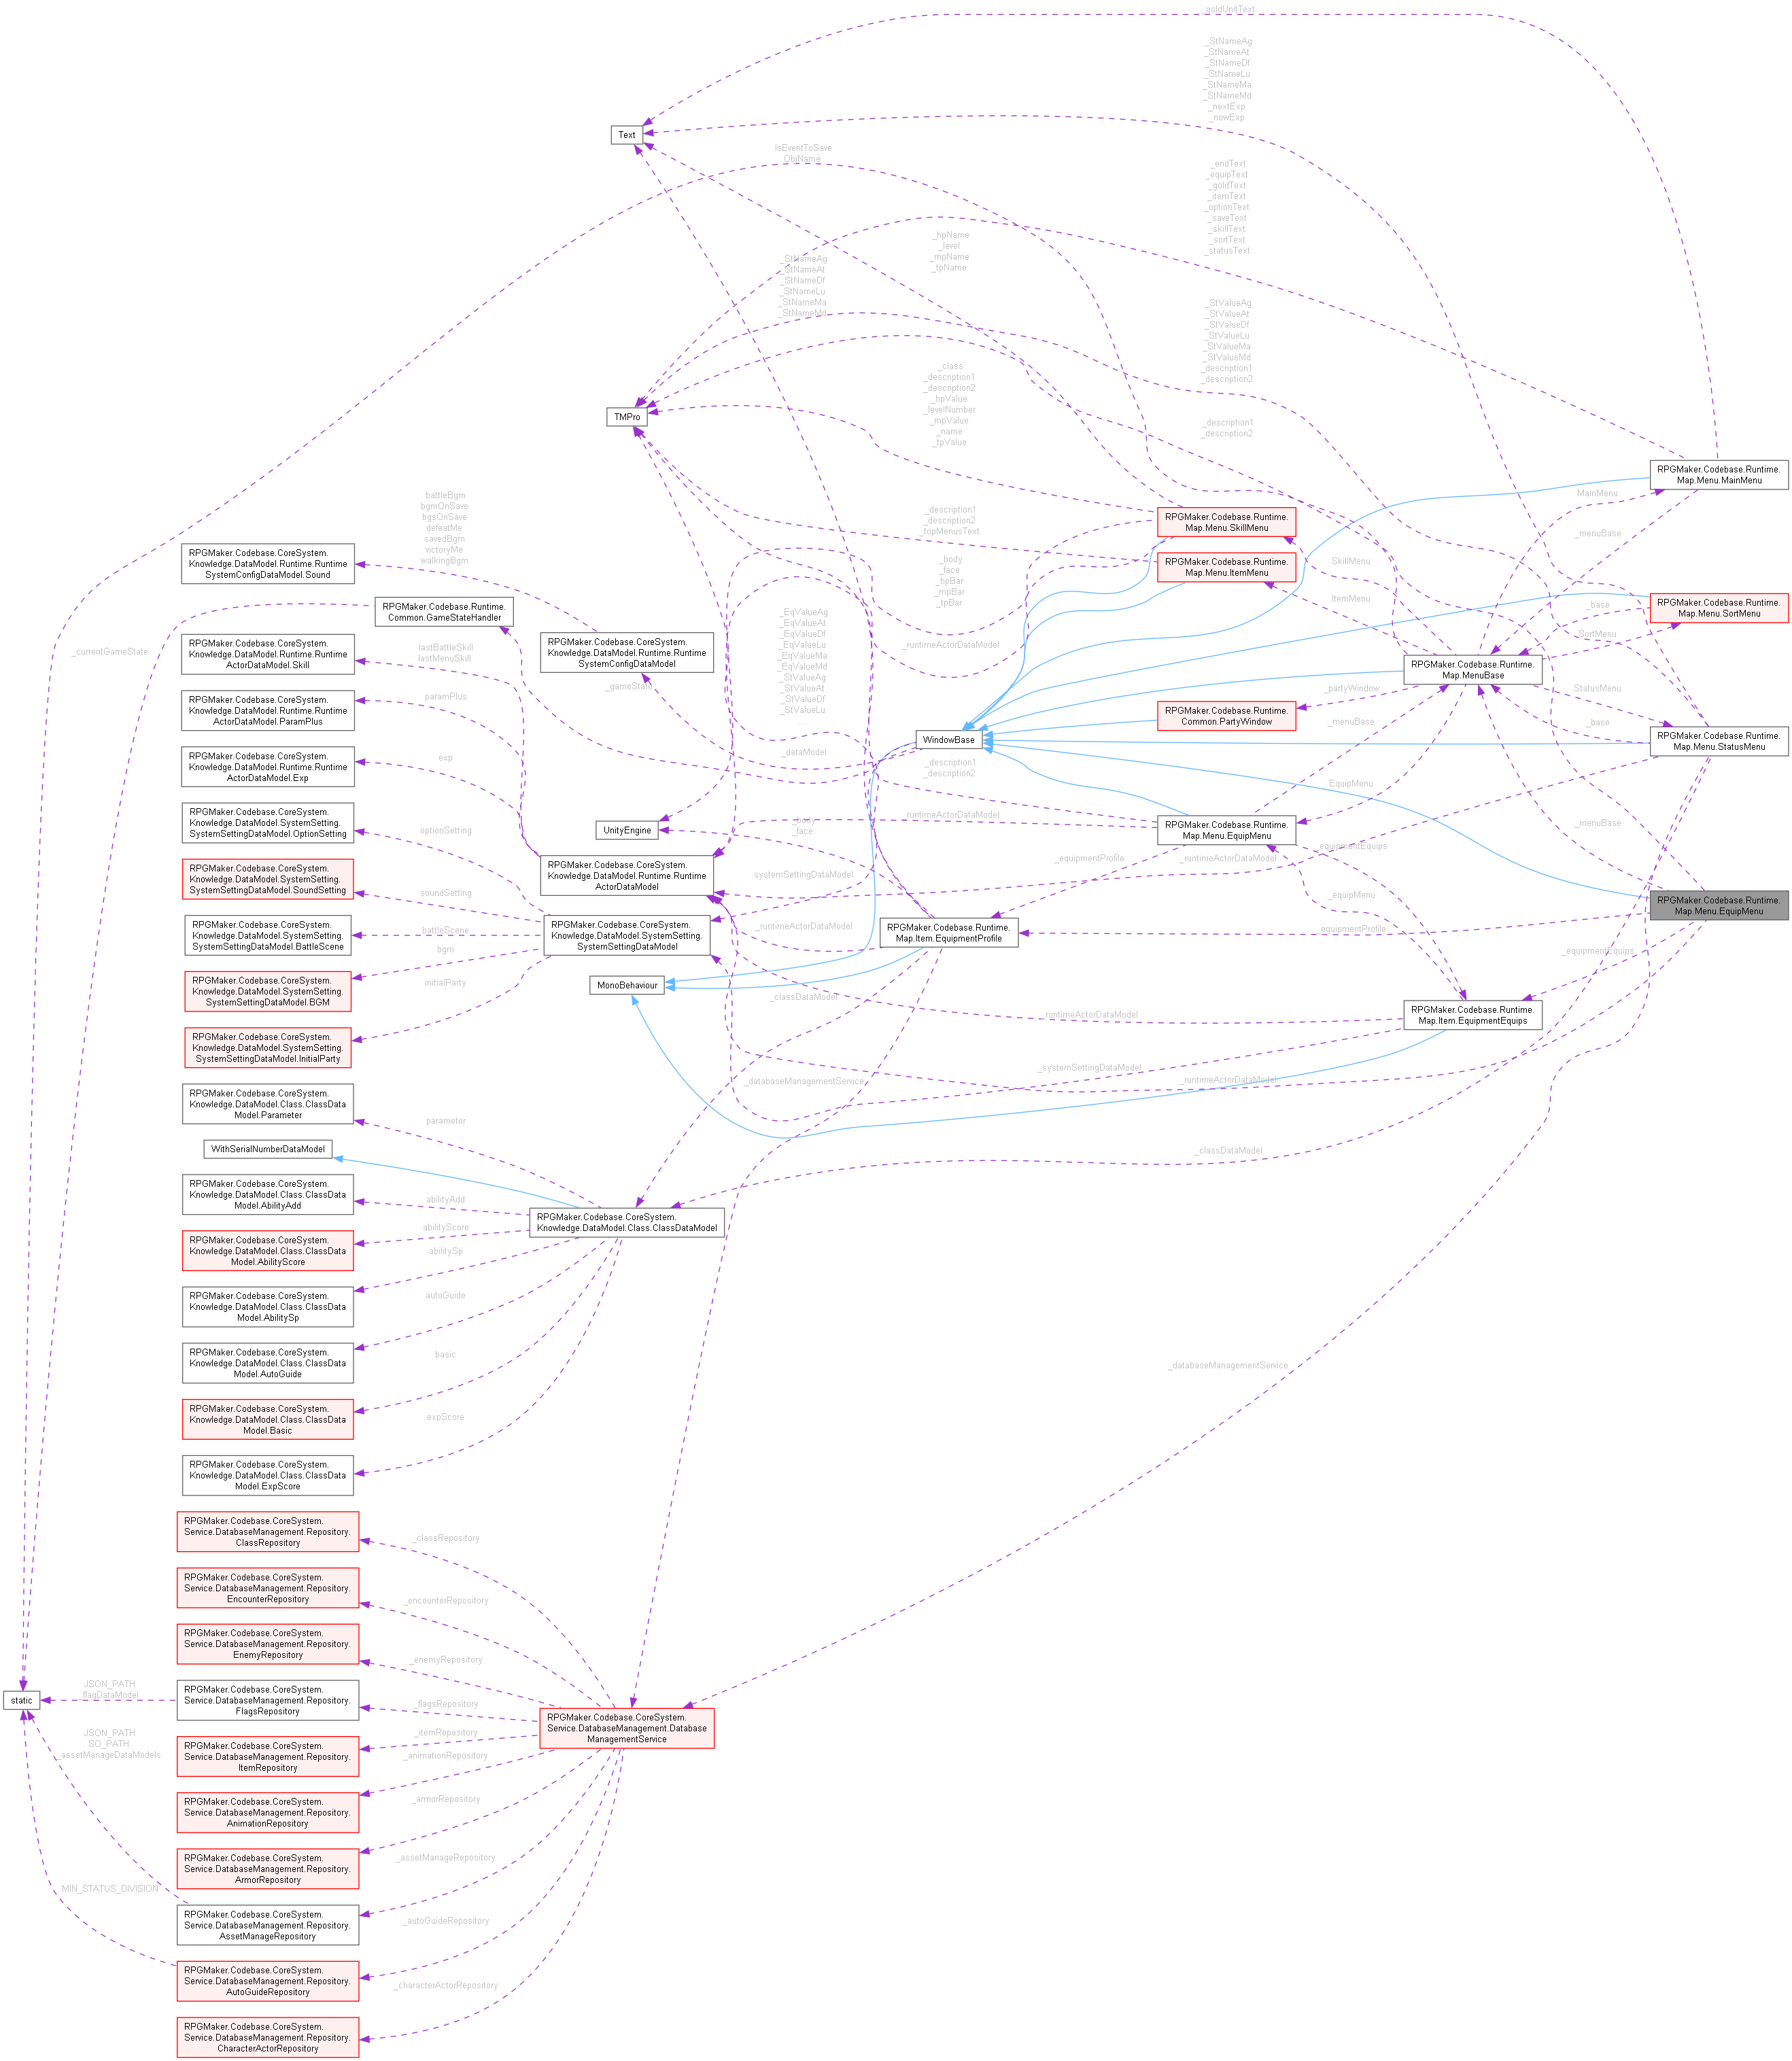 _goldUnitText
_StNameAg
_StNameAt
_StNameDf
_StNameLu
_StNameMa
_StNameMd
_nextExp
_nowExp
Text
IsEventToSave
ObjName
_endText
_equipText
_goldText
_itemText
_optionText
_saveText
_skillText
_sortText
_statusText
_hpName
_level
_mpName
_tpName
_StNameAg
_StNameAt
_StNameDf
_StNameLu
_StNameMa
_StNameMd
_StValueAg
_StValueAt
_StValueDf
_StValueLu
_StValueMa
_StValueMd
_description1
_description2
_class
_description1
_description2
_hpValue
_levelNumber
_mpValue
_name
_tpValue
TMPro
_description1
_description2
RPGMaker.Codebase.Runtime.
Map.Menu.MainMenu
MainMenu
battleBgm
bgmOnSave
bgsOnSave
defeatMe
savedBgm
victoryMe
walkingBgm
_description1
_description2
_topMenusText
RPGMaker.Codebase.Runtime.
Map.Menu.SkillMenu
_menuBase
RPGMaker.Codebase.CoreSystem.
Knowledge.DataModel.Runtime.Runtime
SystemConfigDataModel.Sound
_body
_face
_hpBar
_mpBar
_tpBar
RPGMaker.Codebase.Runtime.
Map.Menu.ItemMenu
SkillMenu
ItemMenu
RPGMaker.Codebase.Runtime.
Common.GameStateHandler
_base
RPGMaker.Codebase.Runtime.
Map.Menu.SortMenu
_EqValueAg
_EqValueAt
_EqValueDf
_EqValueLu
_EqValueMa
_EqValueMd
_StValueAg
_StValueAt
_StValueDf
_StValueLu
...
_currentGameState
RPGMaker.Codebase.CoreSystem.
Knowledge.DataModel.Runtime.Runtime
ActorDataModel.Skill
lastBattleSkill
lastMenuSkill
RPGMaker.Codebase.CoreSystem.
Knowledge.DataModel.Runtime.Runtime
SystemConfigDataModel
_runtimeActorDataModel
SortMenu
RPGMaker.Codebase.Runtime.
Map.MenuBase
_gameState
_partyWindow
StatusMenu
RPGMaker.Codebase.CoreSystem.
Knowledge.DataModel.Runtime.Runtime
ActorDataModel.ParamPlus
paramPlus
RPGMaker.Codebase.Runtime.
Common.PartyWindow
_menuBase
_base
WindowBase
RPGMaker.Codebase.Runtime.
Map.Menu.StatusMenu
RPGMaker.Codebase.CoreSystem.
Knowledge.DataModel.Runtime.Runtime
ActorDataModel.Exp
exp
_dataModel
_description1
_description2
EquipMenu
RPGMaker.Codebase.CoreSystem.
Knowledge.DataModel.SystemSetting.
SystemSettingDataModel.OptionSetting
optionSetting
UnityEngine
_body
_face
_runtimeActorDataModel
RPGMaker.Codebase.Runtime.
Map.Menu.EquipMenu
_menuBase
_equipmentEquips
RPGMaker.Codebase.CoreSystem.
Knowledge.DataModel.SystemSetting.
SystemSettingDataModel.SoundSetting
soundSetting
RPGMaker.Codebase.CoreSystem.
Knowledge.DataModel.Runtime.Runtime
ActorDataModel
systemSettingDataModel
_equipmentProfile
_runtimeActorDataModel
_equipMenu
RPGMaker.Codebase.Runtime.
Map.Menu.EquipMenu
RPGMaker.Codebase.CoreSystem.
Knowledge.DataModel.SystemSetting.
SystemSettingDataModel.BattleScene
battleScene
RPGMaker.Codebase.CoreSystem.
Knowledge.DataModel.SystemSetting.
SystemSettingDataModel
_runtimeActorDataModel
RPGMaker.Codebase.Runtime.
Map.Item.EquipmentProfile
_equipmentProfile
_equipmentEquips
bgm
RPGMaker.Codebase.CoreSystem.
Knowledge.DataModel.SystemSetting.
SystemSettingDataModel.BGM
initialParty
MonoBehaviour
_classDataModel
_runtimeActorDataModel
RPGMaker.Codebase.Runtime.
Map.Item.EquipmentEquips
RPGMaker.Codebase.CoreSystem.
Knowledge.DataModel.SystemSetting.
SystemSettingDataModel.InitialParty
_databaseManagementService
_systemSettingDataModel
_runtimeActorDataModel
RPGMaker.Codebase.CoreSystem.
Knowledge.DataModel.Class.ClassData
Model.Parameter
parameter
WithSerialNumberDataModel
_classDataModel
RPGMaker.Codebase.CoreSystem.
Knowledge.DataModel.Class.ClassData
Model.AbilityAdd
abilityAdd
RPGMaker.Codebase.CoreSystem.
Knowledge.DataModel.Class.ClassDataModel
RPGMaker.Codebase.CoreSystem.
Knowledge.DataModel.Class.ClassData
Model.AbilityScore
abilityScore
abilitySp
RPGMaker.Codebase.CoreSystem.
Knowledge.DataModel.Class.ClassData
Model.AbilitySp
autoGuide
RPGMaker.Codebase.CoreSystem.
Knowledge.DataModel.Class.ClassData
Model.AutoGuide
basic
_databaseManagementService
RPGMaker.Codebase.CoreSystem.
Knowledge.DataModel.Class.ClassData
Model.Basic
expScore
RPGMaker.Codebase.CoreSystem.
Knowledge.DataModel.Class.ClassData
Model.ExpScore
RPGMaker.Codebase.CoreSystem.
Service.DatabaseManagement.Repository.
ClassRepository
_classRepository
RPGMaker.Codebase.CoreSystem.
Service.DatabaseManagement.Repository.
EncounterRepository
_encounterRepository
RPGMaker.Codebase.CoreSystem.
Service.DatabaseManagement.Repository.
EnemyRepository
_enemyRepository
static
JSON_PATH
_flagDataModel
RPGMaker.Codebase.CoreSystem.
Service.DatabaseManagement.Repository.
FlagsRepository
_flagsRepository
RPGMaker.Codebase.CoreSystem.
Service.DatabaseManagement.Database
ManagementService
JSON_PATH
SO_PATH
_assetManageDataModels
RPGMaker.Codebase.CoreSystem.
Service.DatabaseManagement.Repository.
ItemRepository
_itemRepository
_animationRepository
RPGMaker.Codebase.CoreSystem.
Service.DatabaseManagement.Repository.
AnimationRepository
_armorRepository
RPGMaker.Codebase.CoreSystem.
Service.DatabaseManagement.Repository.
ArmorRepository
_assetManageRepository
MIN_STATUS_DIVISION
RPGMaker.Codebase.CoreSystem.
Service.DatabaseManagement.Repository.
AssetManageRepository
_autoGuideRepository
RPGMaker.Codebase.CoreSystem.
Service.DatabaseManagement.Repository.
AutoGuideRepository
_characterActorRepository
RPGMaker.Codebase.CoreSystem.
Service.DatabaseManagement.Repository.
CharacterActorRepository